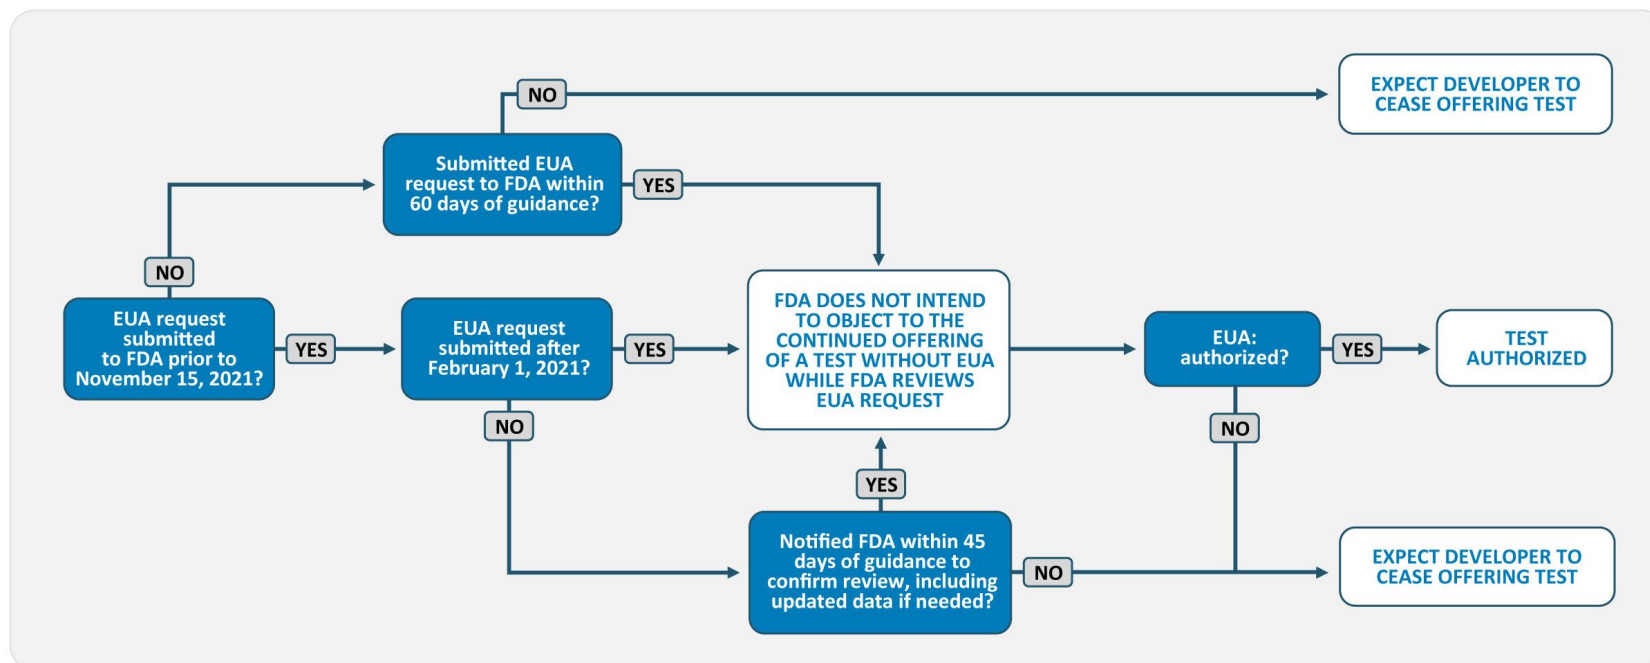 NO
EXPECT DEVELOPER TO
CEASE OFFERING TEST
Submitted EUA
request to FDA within
60 days of guidance?
YES
NO
EUA request
submitted
to FDA prior to
November 15, 2021?
YES
EUA request
submitted after
February 1, 2021?
YES
FDA DOES NOT INTEND
TO OBJECT TO THE
CONTINUED OFFERING
OF A TEST WITHOUT EUA
WHILE FDA REVIEWS
EUA REQUEST
EUA:
authorized?
YES
TEST
AUTHORIZED
NO
NO
YES
Notified FDA within 45
days of guidance to
confirm review, including
updated data if needed?
NO
EXPECT DEVELOPER TO
CEASE OFFERING TEST